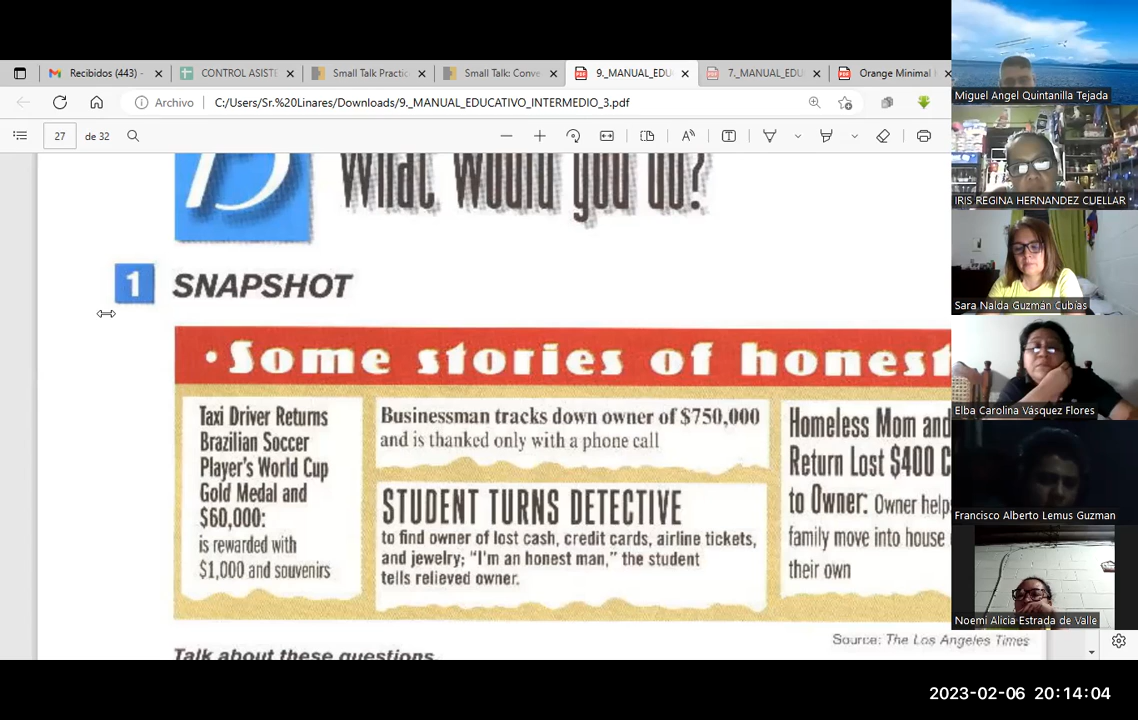 Recibidos (443) -
CONTROL ASIST
Small Talk Practic
Small Talk: Conve
9._MANUAL_EDU
7._MANUAL_EDU
Orange Minimal
Archivo
C:/Users/Sr.%20Linares/Downloads/9._MANUAL_EDUCATIVO_INTERMEDIO_3.pdf
27
de 32
B
What would you do?
1
SNAPSHOT
• Some stories of honest
Taxi Driver Returns
Brazilian Soccer
Player's World Cup
Gold Medal and
$60,000:
is rewarded with
$1,000 and souvenirs
Businessman tracks down owner of $750,000
and is thanked only with a phone call
STUDENT TURNS DETECTIVE
to find owner of lost cash, credit cards, airline tickets,
and jewelry; "I'm an honest man," the student
tells relieved owner.
Homeless Mom and
Return Lost $400 C
to Owner: Owner help
family move into house
their own
Source: The Los Angeles Times
Talk about these questions.
Miguel Angel Quintanilla Tejada
IRIS REGINA HERNANDEZ CUELLAR
Sara Nalda Guzmán Cubías
Elba Carolina Vásquez Flores
Francisco Alberto Lemus Guzman
Noemi Alicia Estrada de Valle
2023-02-06 20:14:04